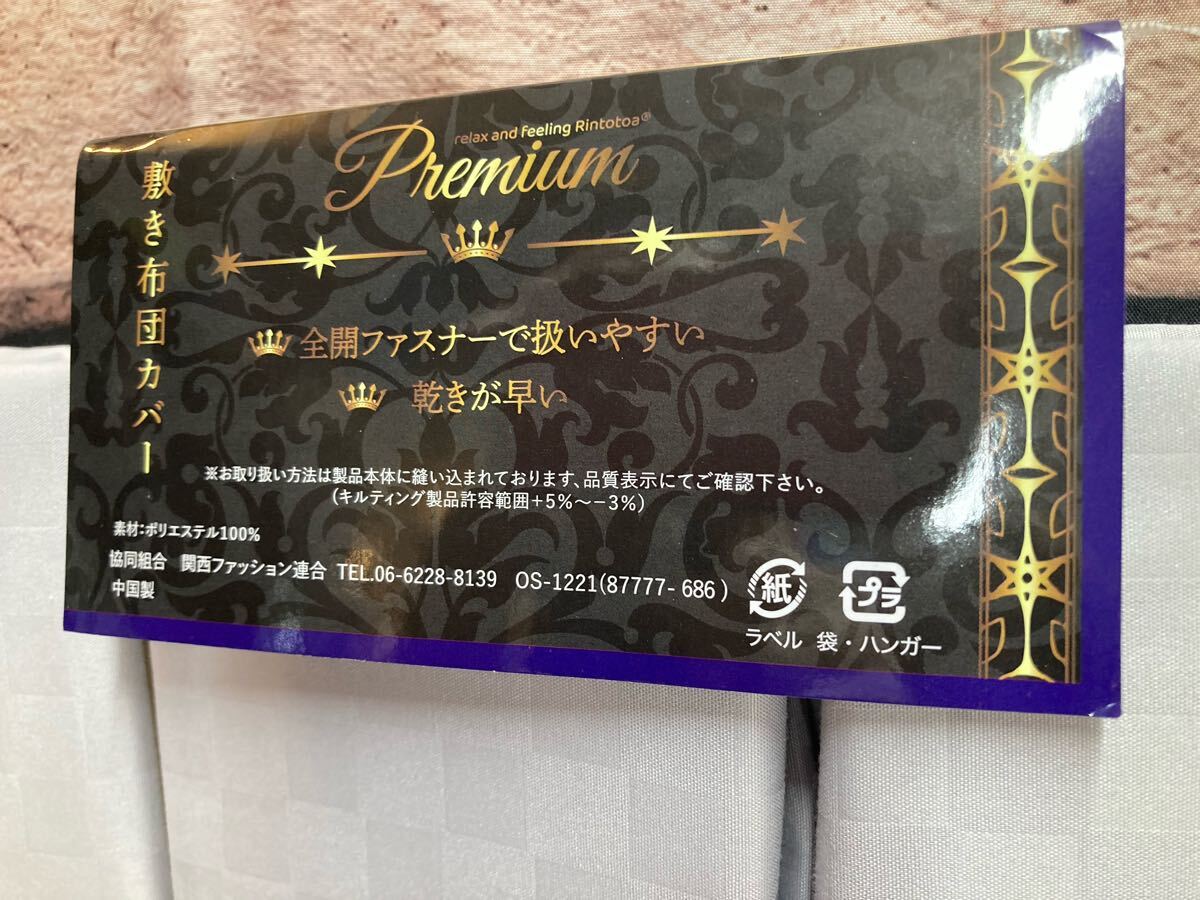 敷き布団カバー
relax and feeling Rintotoa®
Premium
全開ファスナーで扱いやすい
乾きが早い
※お取り扱い方法は製品本体に縫い込まれております、品質表示にてご確認下さい。
(キルティング製品許容範囲+5%〜−3%)
素材:ポリエステル100%
協同組合 関西ファッション連合 TEL.06-6228-8139 OS-1221(87777-686)
中国製
紙 プラ
ラベル 袋・ハンガー